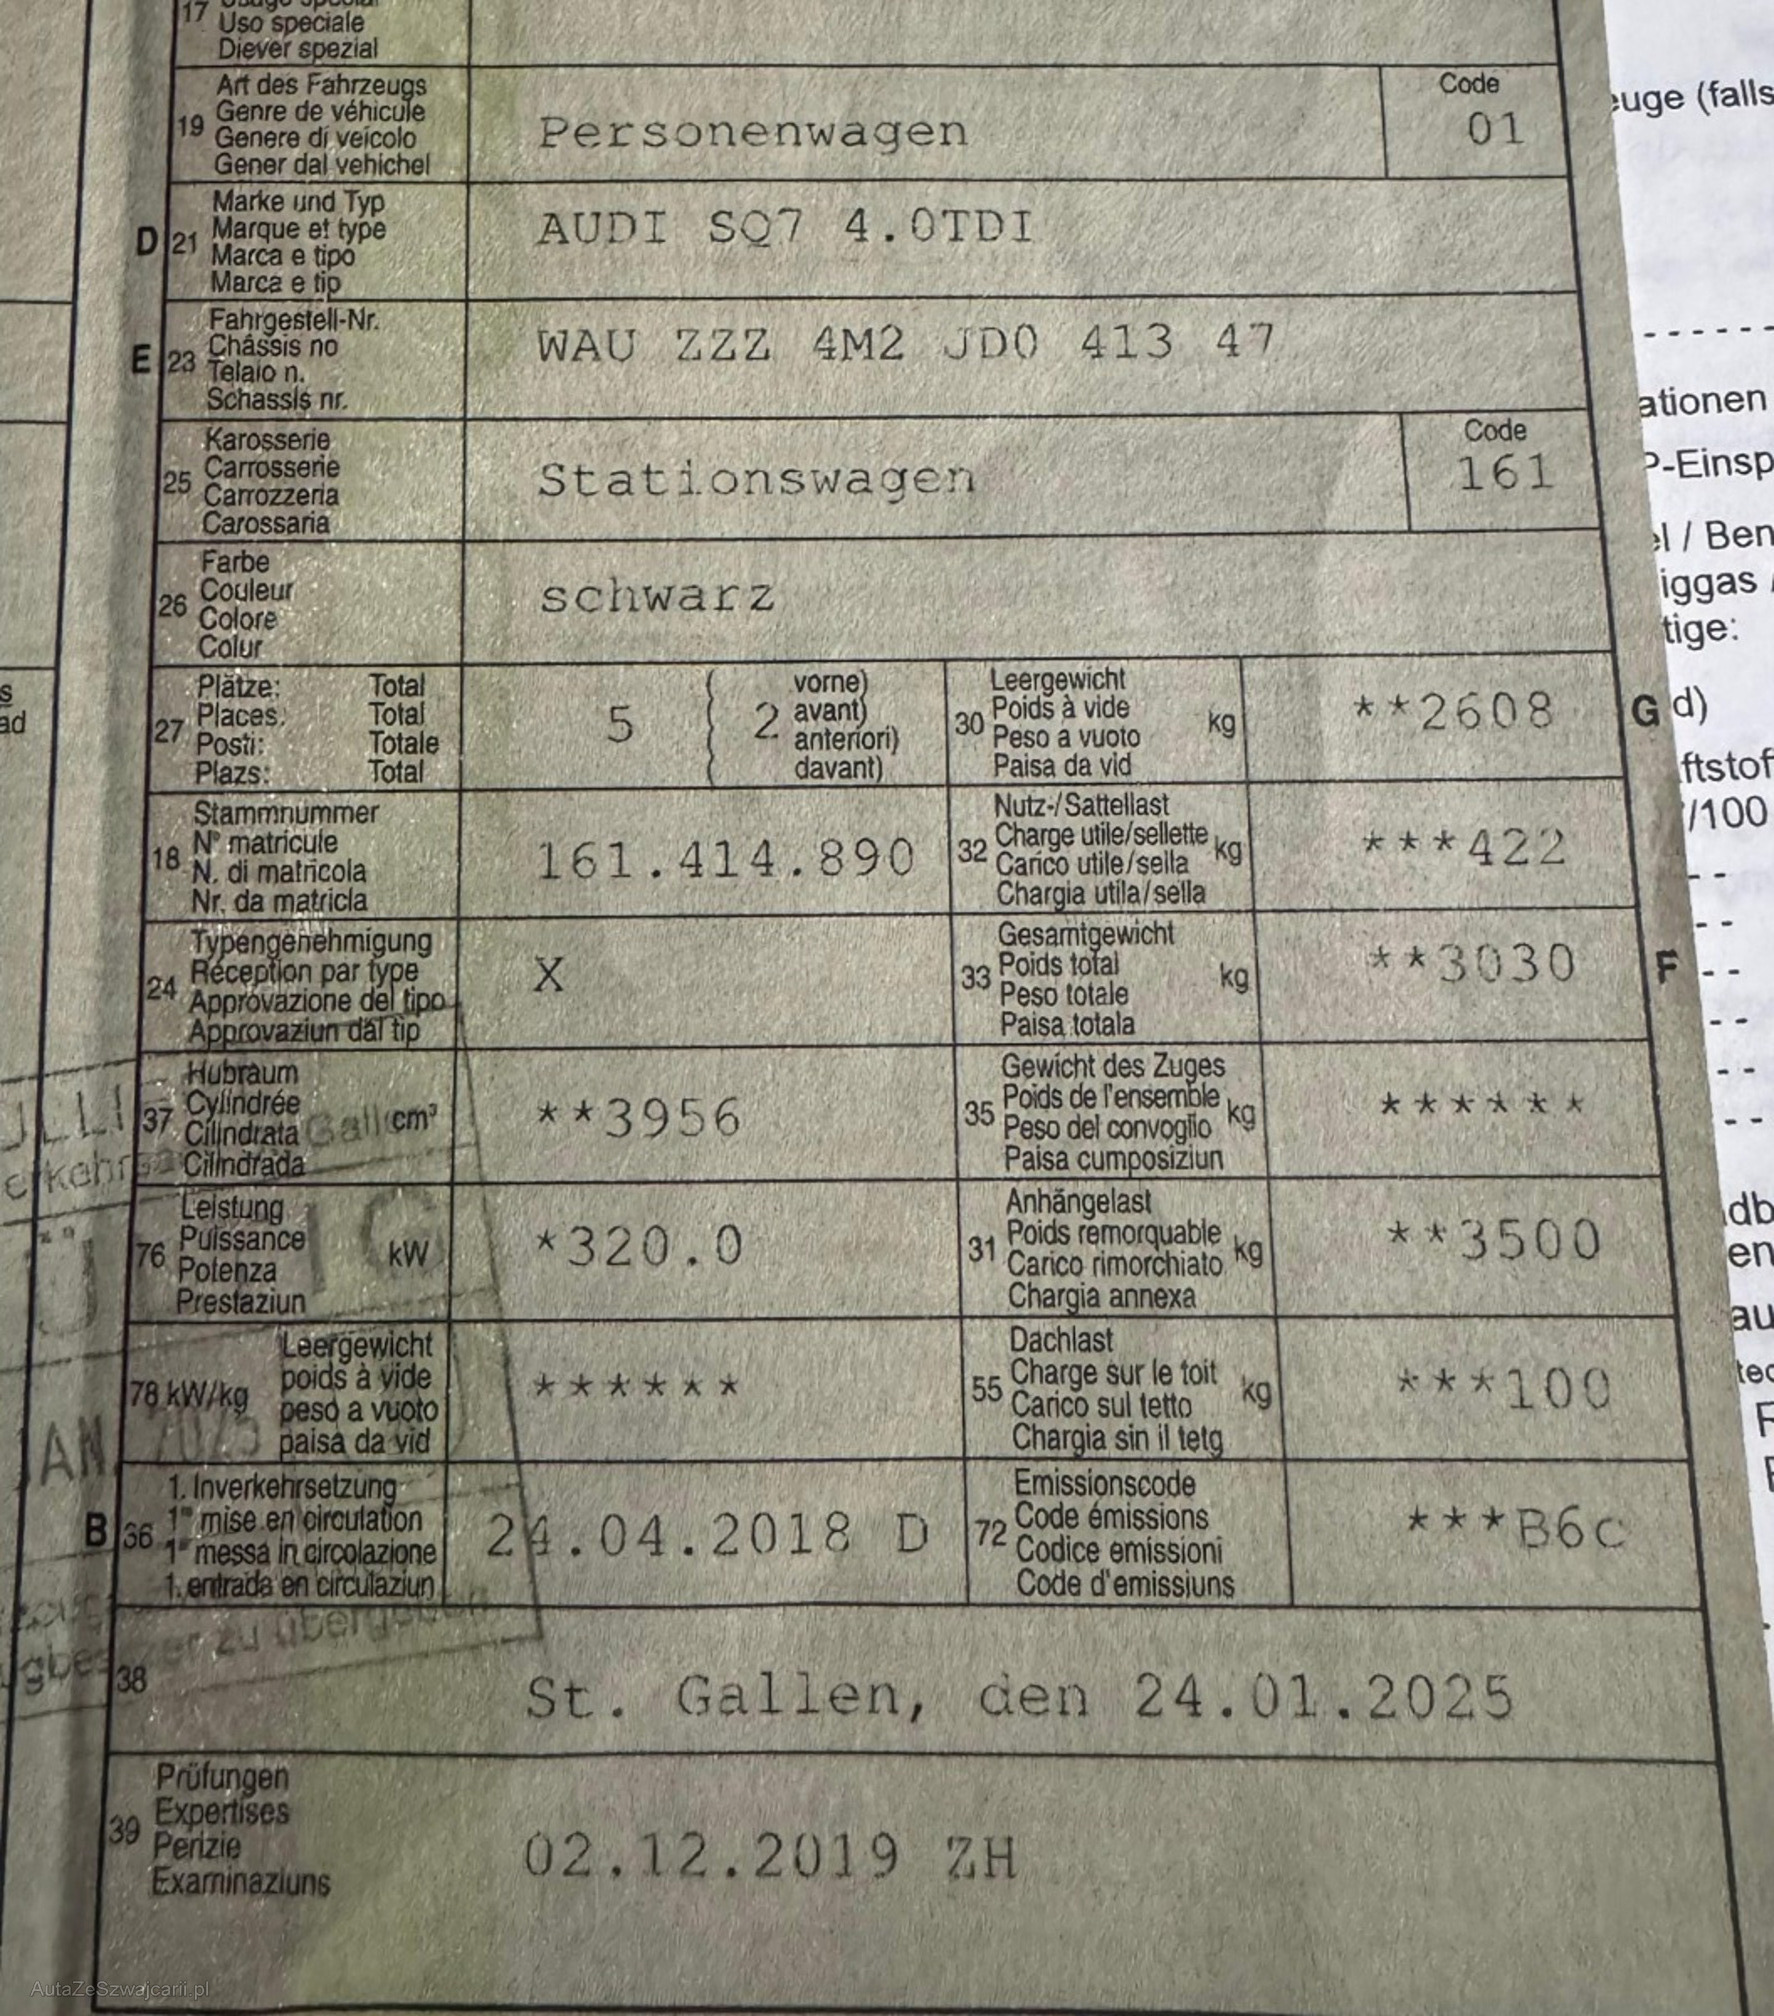 17
Uso speciale
Diever spezial
Art des Fahrzeugs
19 Genre de véhicule
Genere di veicolo
Gener dal vehichel
Personenwagen
Code
01
euge (falls
D 21 Marke und Typ
Marque et type
Marca e tipo
Marca e tip
AUDI SQ7 4.0TDI
E 23 Fahrgestell-Nr.
Châssis no
Telaio n.
Schassis nr.
WAU ZZZ 4M2 JD0 413 47
- - - - - -
ationen
25 Karosserie
Carrosserie
Carrozzeria
Carossaria
Stationswagen
Code
161
P-Einsp
el / Ben
iggas /
tige:
26 Farbe
Couleur
Colore
Colur
schwarz
27 Plätze: Total
Places: Total
Posti: Totale
Plazs: Total
5 { 2 vorne)
avant)
anteriori)
davant)
30 Leergewicht
Poids à vide kg
Peso a vuoto
Paisa da vid
**2608
G
d)
ftstof
/100
18 Stammnummer
N° matricule
N. di matricola
Nr. da matricla
161.414.890
32 Nutz-/Sattellast
Charge utile/sellette kg
Carico utile/sella
Chargia utila/sella
***422
24 Typengenehmigung
Réception par type
Approvazione del tipo
Approvaziun dal tip
X
33 Gesamtgewicht
Poids total kg
Peso totale
Paisa totala
**3030
F
37 Hubraum
Cylindrée cm³
Cilindrata
Cilindrada
**3956
35 Gewicht des Zuges
Poids de l'ensemble kg
Peso del convoglio
Paisa cumposiziun
******
76 Leistung
Puissance kW
Potenza
Prestaziun
*320.0
31 Anhängelast
Poids remorquable kg
Carico rimorchiato
Chargia annexa
**3500
78 kW/kg Leergewicht
poids à vide
peso a vuoto
paisa da vid
******
55 Dachlast
Charge sur le toit kg
Carico sul tetto
Chargia sin il tetg
***100
B 36 1. Inverkehrsetzung
1re mise en circulation
1a messa in circolazione
1. entrada en circulaziun
24.04.2018 D
72 Emissionscode
Code émissions
Codice emissioni
Code d'emissiuns
***B6c
zu übergeben
38
St. Gallen, den 24.01.2025
39 Prüfungen
Expertises
Perizie
Examinaziuns
02.12.2019 ZH
AutaZeSzwajcarii.pl